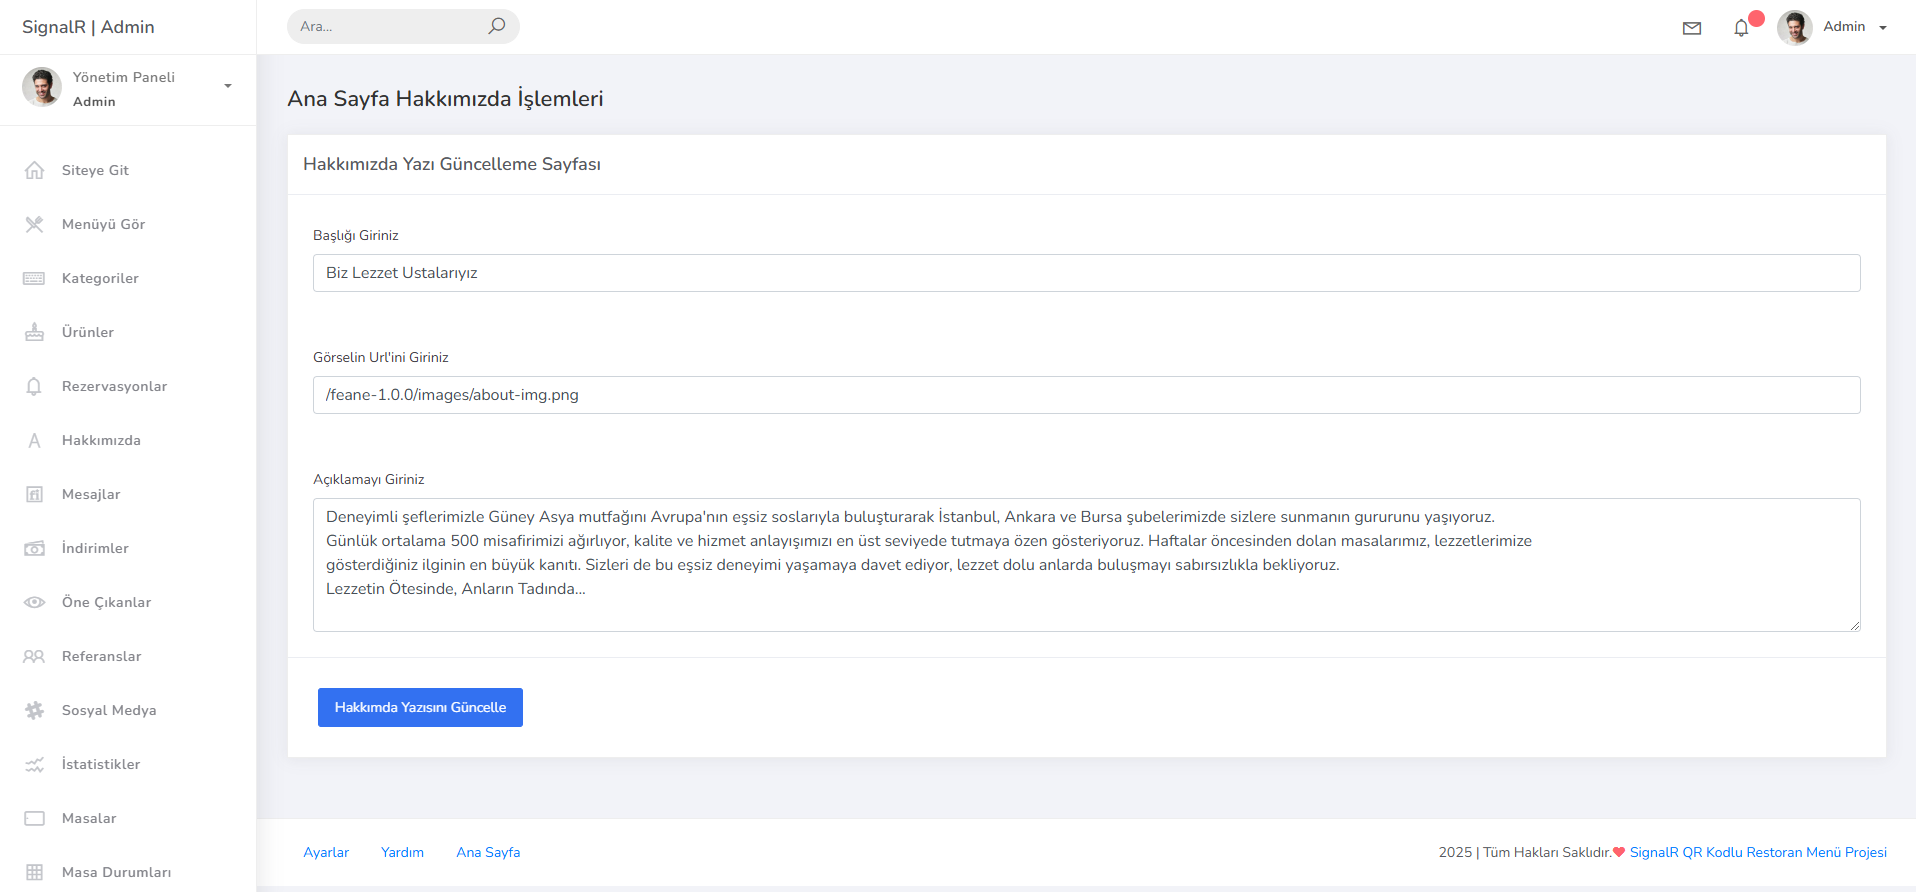 SignalR | Admin
Ara...
Admin
Yönetim Paneli
Admin
Siteye Git
Menüyü Gör
Kategoriler
Ürünler
Rezervasyonlar
Hakkımızda
Mesajlar
İndirimler
Öne Çıkanlar
Referanslar
Sosyal Medya
İstatistikler
Masalar
Masa Durumları
Ana Sayfa Hakkımızda İşlemleri
Hakkımızda Yazı Güncelleme Sayfası
Başlığı Giriniz
Biz Lezzet Ustalarıyız
Görselin Url'ini Giriniz
/feane-1.0.0/images/about-img.png
Açıklamayı Giriniz
Deneyimli şeflerimizle Güney Asya mutfağını Avrupa'nın eşsiz soslarıyla buluşturarak İstanbul, Ankara ve Bursa şubelerimizde sizlere sunmanın gururunu yaşıyoruz.
Günlük ortalama 500 misafirimizi ağırlıyor, kalite ve hizmet anlayışımızı en üst seviyede tutmaya özen gösteriyoruz. Haftalar öncesinden dolan masalarımız, lezzetlerimize
gösterdiğiniz ilginin en büyük kanıtı. Sizleri de bu eşsiz deneyimi yaşamaya davet ediyor, lezzet dolu anlarda buluşmayı sabırsızlıkla bekliyoruz.
Lezzetin Ötesinde, Anların Tadında...
Hakkımda Yazısını Güncelle
Ayarlar Yardım Ana Sayfa
2025 | Tüm Hakları Saklıdır.❤ SignalR QR Kodlu Restoran Menü Projesi